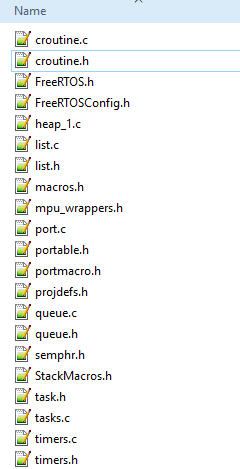 Name
croutine.c
croutine.h
FreeRTOS.h
FreeRTOSConfig.h
heap_1.c
list.c
list.h
macros.h
mpu_wrappers.h
port.c
portable.h
portmacro.h
projdefs.h
queue.c
queue.h
semphr.h
StackMacros.h
task.h
tasks.c
timers.c
timers.h